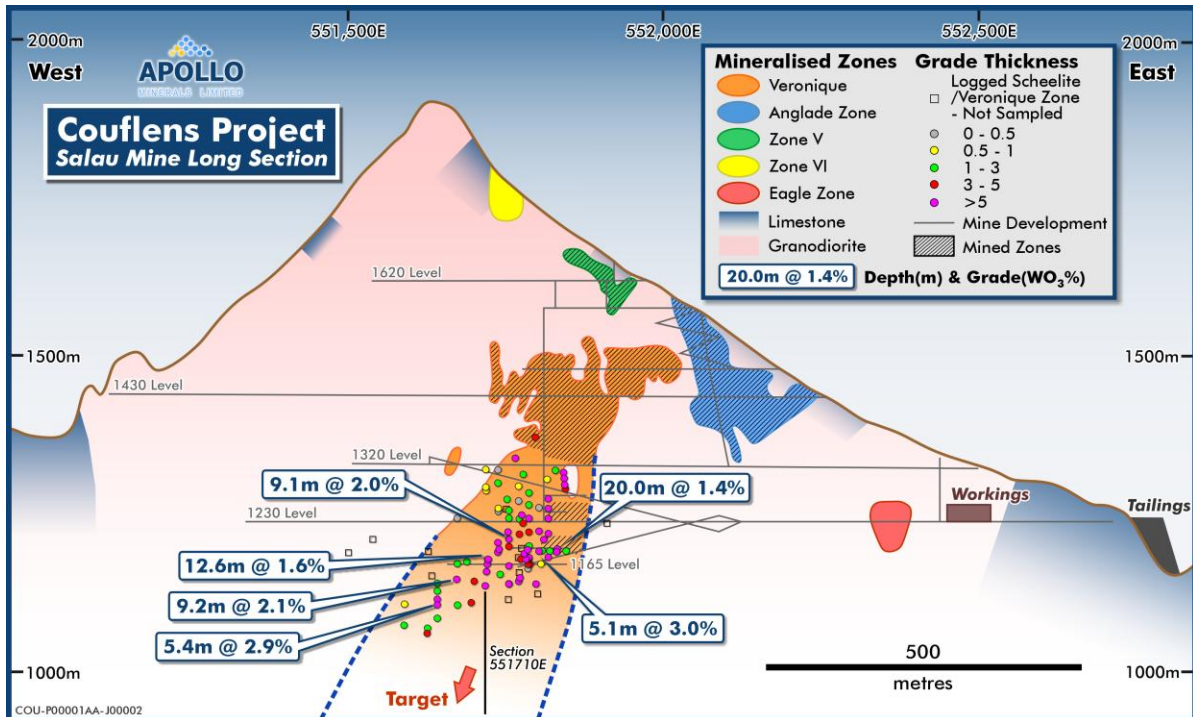 551,500E
552,000E
552,500E
2000m
2000m
West
East
APOLLO
MINERALS LIMITED
Couflens Project
Salau Mine Long Section
Mineralised Zones
Veronique
Anglade Zone
Zone V
Zone VI
Eagle Zone
Limestone
Granodiorite
Grade Thickness
Logged Scheelite
/Veronique Zone
- Not Sampled
0 - 0.5
0.5 - 1
1 - 3
3 - 5
>5
Mine Development
Mined Zones
20.0m @ 1.4%
Depth(m) & Grade(WO₃%)
1620 Level
1500m
1500m
1430 Level
1320 Level
9.1m @ 2.0%
20.0m @ 1.4%
Workings
Tailings
1230 Level
12.6m @ 1.6%
1165 Level
9.2m @ 2.1%
5.1m @ 3.0%
5.4m @ 2.9%
Section
551710E
500
metres
1000m
1000m
Target
COU-P00001AA-J00002